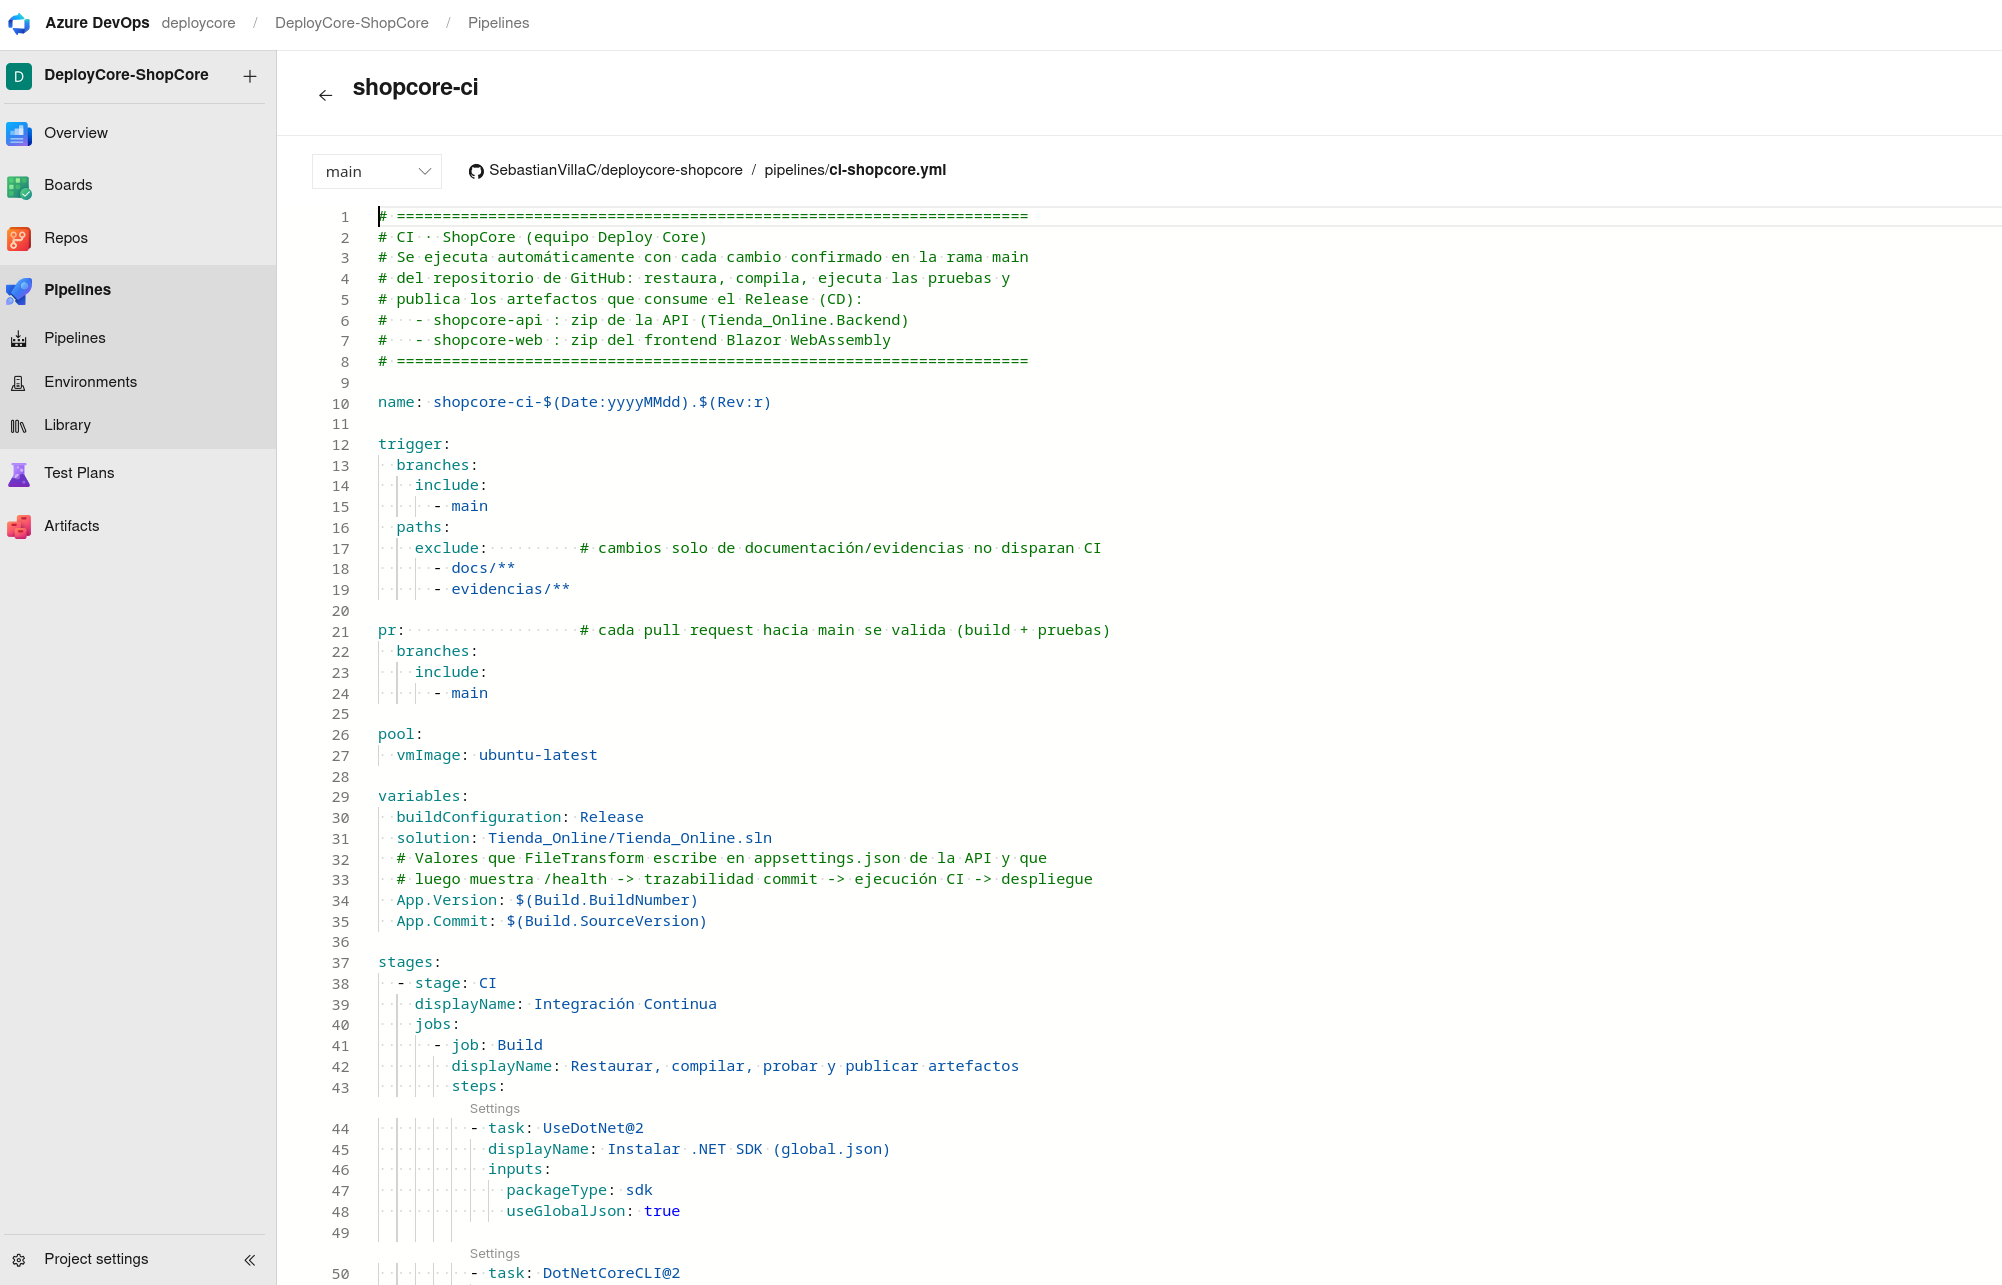 Azure DevOps deploycore / DeployCore-ShopCore / Pipelines
D DeployCore-ShopCore
Overview
Boards
Repos
Pipelines
Pipelines
Environments
Library
Test Plans
Artifacts
Project settings
shopcore-ci
main
SebastianVillaC/deploycore-shopcore / pipelines/ci-shopcore.yml
1 # =====================================================================
2 # CI · ShopCore (equipo Deploy Core)
3 # Se ejecuta automáticamente con cada cambio confirmado en la rama main
4 # del repositorio de GitHub: restaura, compila, ejecuta las pruebas y
5 # publica los artefactos que consume el Release (CD):
6 #   - shopcore-api : zip de la API (Tienda_Online.Backend)
7 #   - shopcore-web : zip del frontend Blazor WebAssembly
8 # =====================================================================
9
10 name: shopcore-ci-$(Date:yyyyMMdd).$(Rev:r)
11
12 trigger:
13   branches:
14     include:
15       - main
16   paths:
17     exclude:          # cambios solo de documentación/evidencias no disparan CI
18       - docs/**
19       - evidencias/**
20
21 pr:                   # cada pull request hacia main se valida (build + pruebas)
22   branches:
23     include:
24       - main
25
26 pool:
27   vmImage: ubuntu-latest
28
29 variables:
30   buildConfiguration: Release
31   solution: Tienda_Online/Tienda_Online.sln
32   # Valores que FileTransform escribe en appsettings.json de la API y que
33   # luego muestra /health -> trazabilidad commit -> ejecución CI -> despliegue
34   App.Version: $(Build.BuildNumber)
35   App.Commit: $(Build.SourceVersion)
36
37 stages:
38   - stage: CI
39     displayName: Integración Continua
40     jobs:
41       - job: Build
42         displayName: Restaurar, compilar, probar y publicar artefactos
43         steps:
Settings
44           - task: UseDotNet@2
45             displayName: Instalar .NET SDK (global.json)
46             inputs:
47               packageType: sdk
48               useGlobalJson: true
49
Settings
50           - task: DotNetCoreCLI@2